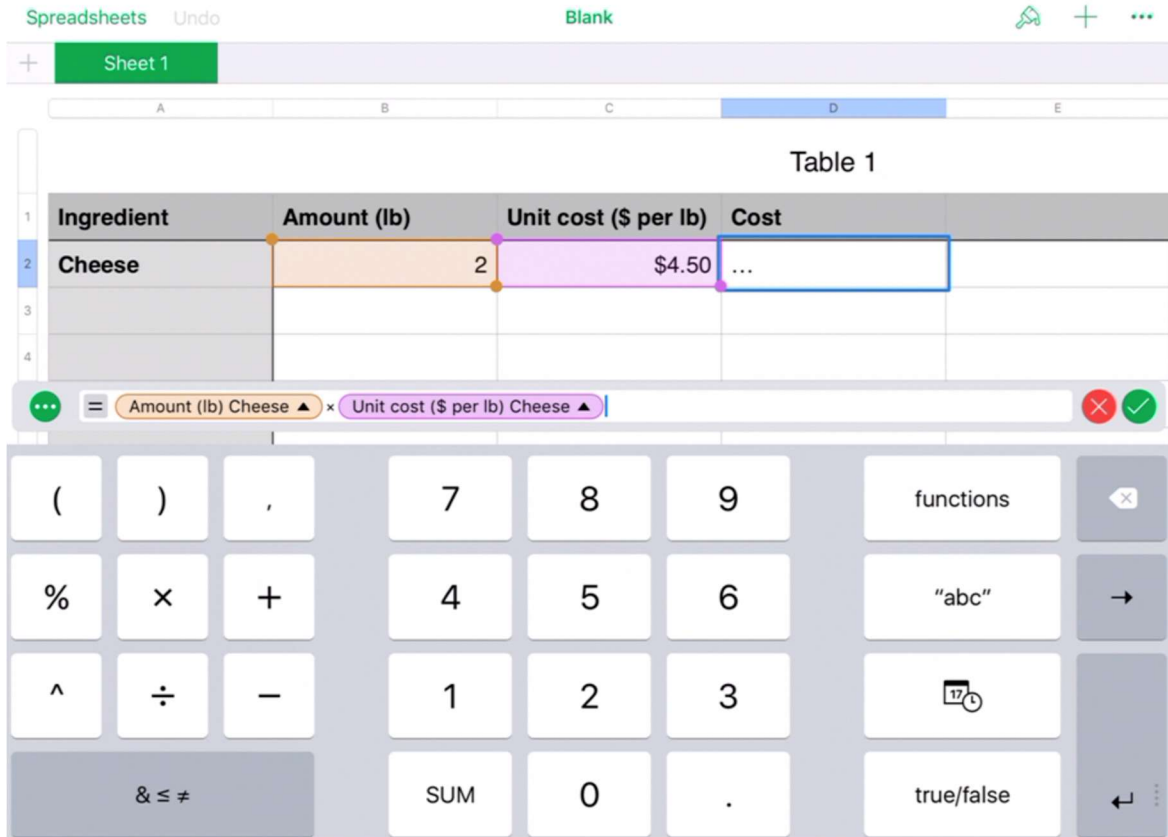 Spreadsheets Undo Blank
Sheet 1
A B C D E
Table 1
1 Ingredient Amount (lb) Unit cost ($ per lb) Cost
2 Cheese 2 $4.50 ...
3
4
= Amount (lb) Cheese ▲ × Unit cost ($ per lb) Cheese ▲
( ) , 7 8 9 functions
% × + 4 5 6 "abc" →
^ ÷ − 1 2 3 17
& ≤ ≠ SUM 0 . true/false ↵